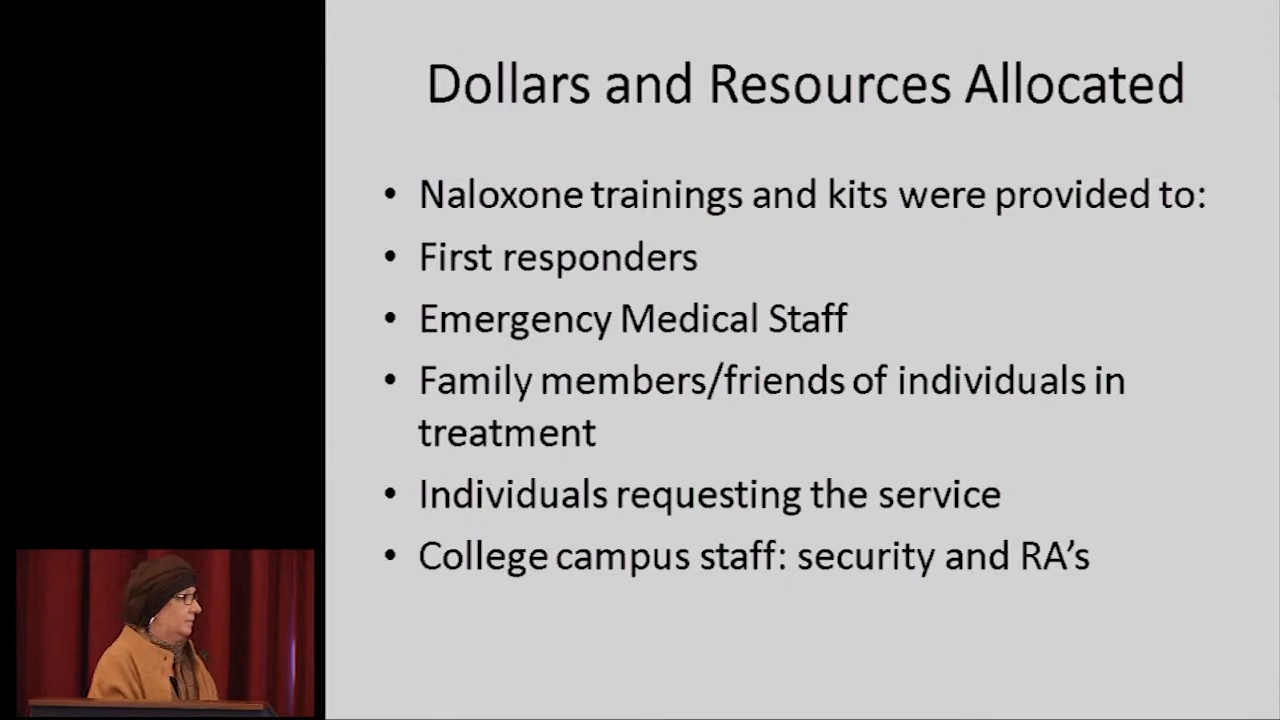 Dollars and Resources Allocated
• Naloxone trainings and kits were provided to:
• First responders
• Emergency Medical Staff
• Family members/friends of individuals in
treatment
• Individuals requesting the service
• College campus staff: security and RA's